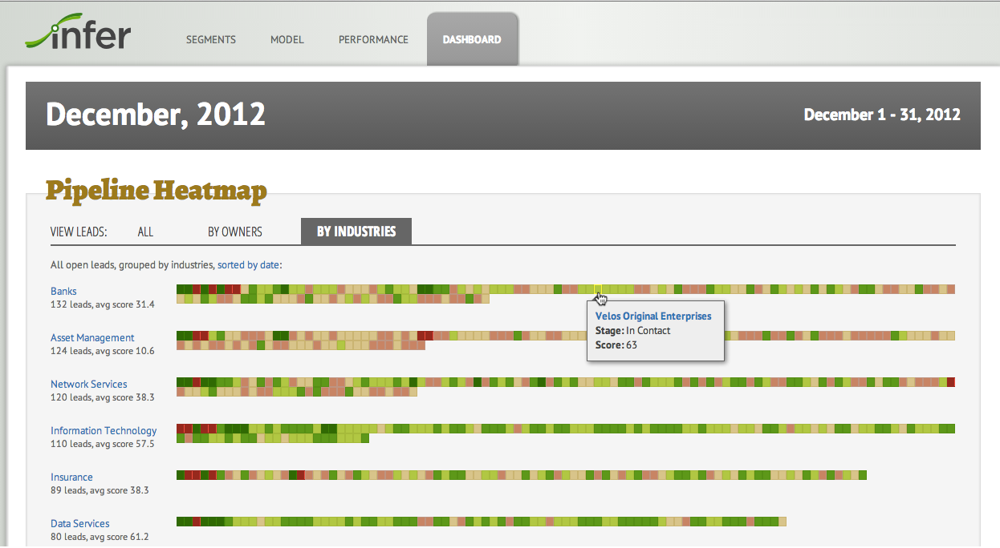 infer
SEGMENTS MODEL PERFORMANCE DASHBOARD
December, 2012
December 1 - 31, 2012
Pipeline Heatmap
VIEW LEADS: ALL BY OWNERS BY INDUSTRIES
All open leads, grouped by industries, sorted by date:
Banks
132 leads, avg score 31.4
Velos Original Enterprises
Stage: In Contact
Score: 63
Asset Management
124 leads, avg score 10.6
Network Services
120 leads, avg score 38.3
Information Technology
110 leads, avg score 57.5
Insurance
89 leads, avg score 38.3
Data Services
80 leads, avg score 61.2